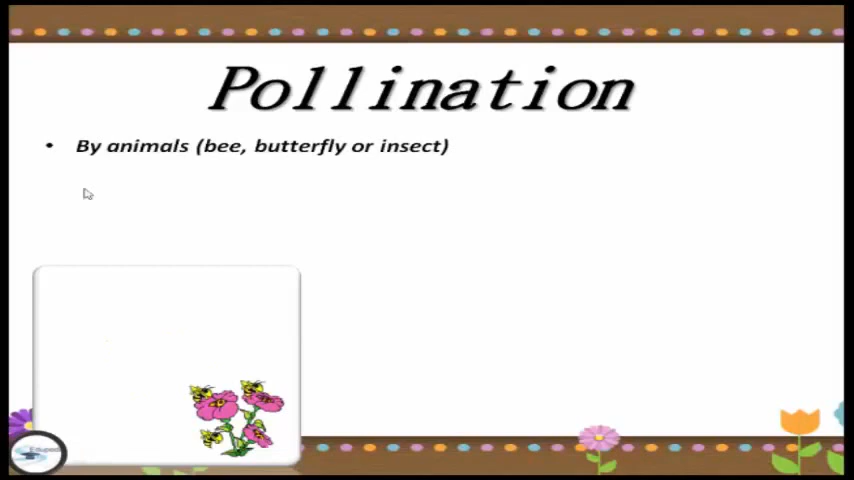 Pollination
• By animals (bee, butterfly or insect)